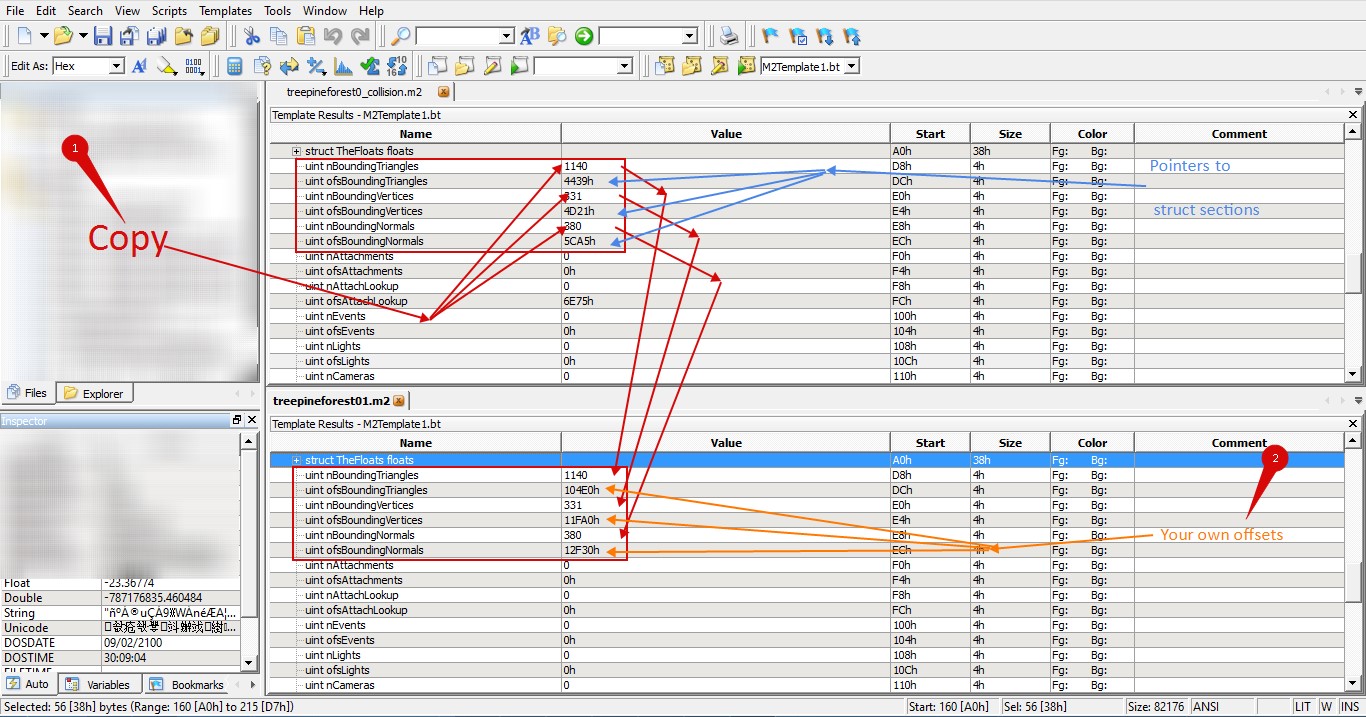 File Edit Search View Scripts Templates Tools Window Help
Edit As: Hex M2Template1.bt
treepineforest0_collision.m2
Template Results - M2Template1.bt
Name Value Start Size Color Comment
struct TheFloats floats A0h 38h Fg: Bg:
uint nBoundingTriangles 1140 D8h 4h Fg: Bg:
uint ofsBoundingTriangles 4439h DCh 4h Fg: Bg:
uint nBoundingVertices 331 E0h 4h Fg: Bg:
uint ofsBoundingVertices 4D21h E4h 4h Fg: Bg:
uint nBoundingNormals 380 E8h 4h Fg: Bg:
uint ofsBoundingNormals 5CA5h ECh 4h Fg: Bg:
uint nAttachments 0 F0h 4h Fg: Bg:
uint ofsAttachments 0h F4h 4h Fg: Bg:
uint nAttachLookup 0 F8h 4h Fg: Bg:
uint ofsAttachLookup 6E75h FCh 4h Fg: Bg:
uint nEvents 0 100h 4h Fg: Bg:
uint ofsEvents 0h 104h 4h Fg: Bg:
uint nLights 0 108h 4h Fg: Bg:
uint ofsLights 0h 10Ch 4h Fg: Bg:
uint nCameras 0 110h 4h Fg: Bg:
1
Copy
Pointers to
struct sections
Files Explorer
treepineforest01.m2
Template Results - M2Template1.bt
Name Value Start Size Color Comment
struct TheFloats floats A0h 38h Fg: Bg:
uint nBoundingTriangles 1140 D8h 4h Fg: Bg:
uint ofsBoundingTriangles 104E0h DCh 4h Fg: Bg:
uint nBoundingVertices 331 E0h 4h Fg: Bg:
uint ofsBoundingVertices 11FA0h E4h 4h Fg: Bg:
uint nBoundingNormals 380 E8h 4h Fg: Bg:
uint ofsBoundingNormals 12F30h ECh 4h Fg: Bg:
uint nAttachments 0 F0h 4h Fg: Bg:
uint ofsAttachments 0h F4h 4h Fg: Bg:
uint nAttachLookup 0 F8h 4h Fg: Bg:
uint ofsAttachLookup 0h FCh 4h Fg: Bg:
uint nEvents 0 100h 4h Fg: Bg:
uint ofsEvents 0h 104h 4h Fg: Bg:
uint nLights 0 108h 4h Fg: Bg:
uint ofsLights 0h 10Ch 4h Fg: Bg:
uint nCameras 0 110h 4h Fg: Bg:
2
Your own offsets
Inspector
Float -23.36774
Double -787176835.460484
String
Unicode
DOSDATE 09/02/2100
DOSTIME 30:09:04
Auto Variables Bookmarks
Selected: 56 [38h] bytes (Range: 160 [A0h] to 215 [D7h]) Start: 160 [A0h] Sel: 56 [38h] Size: 82176 ANSI LIT W INS